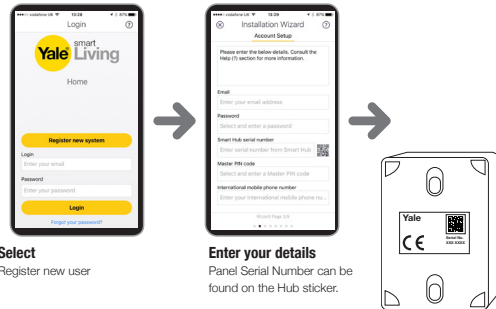 vodafone UK
13:28
87%
Login
Yale smart
Living
Home
Register new system
Login
Enter your email
Password
Enter your password
Login
Forgot your password?
Select
Register new user
vodafone UK
13:29
87%
Installation Wizard
Account Setup
Please enter the below details. Consult the
Help (?) section for more information.
Email
Enter your email address
Password
Select and enter a password
Smart Hub serial number
Enter serial number from Smart Hub
Master PIN code
Select and enter a Master PIN code
International mobile phone number
Enter your international mobile phone nu...
Wizard Page 3/9
Enter your details
Panel Serial Number can be
found on the Hub sticker.
Yale
CE
Serial No.
XXX XXXX